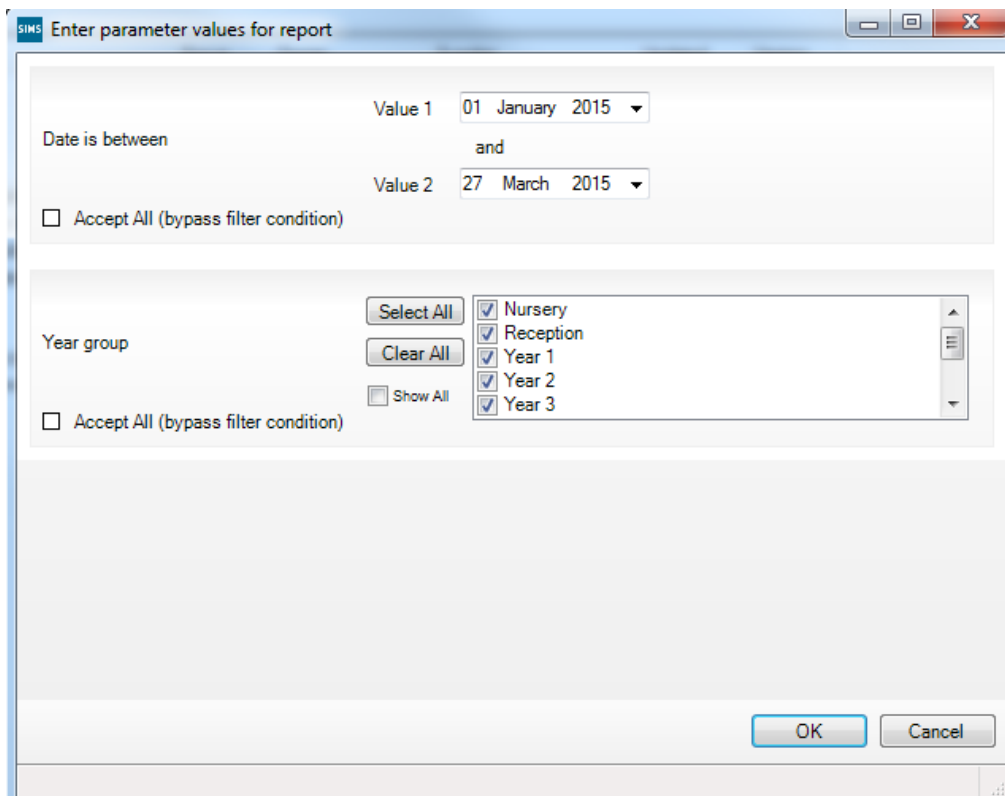 SIMS Enter parameter values for report
Value 1 01 January 2015
Date is between
and
Value 2 27 March 2015
Accept All (bypass filter condition)
Select All
Nursery
Reception
Year group
Clear All
Year 1
Year 2
Show All
Year 3
Accept All (bypass filter condition)
OK Cancel